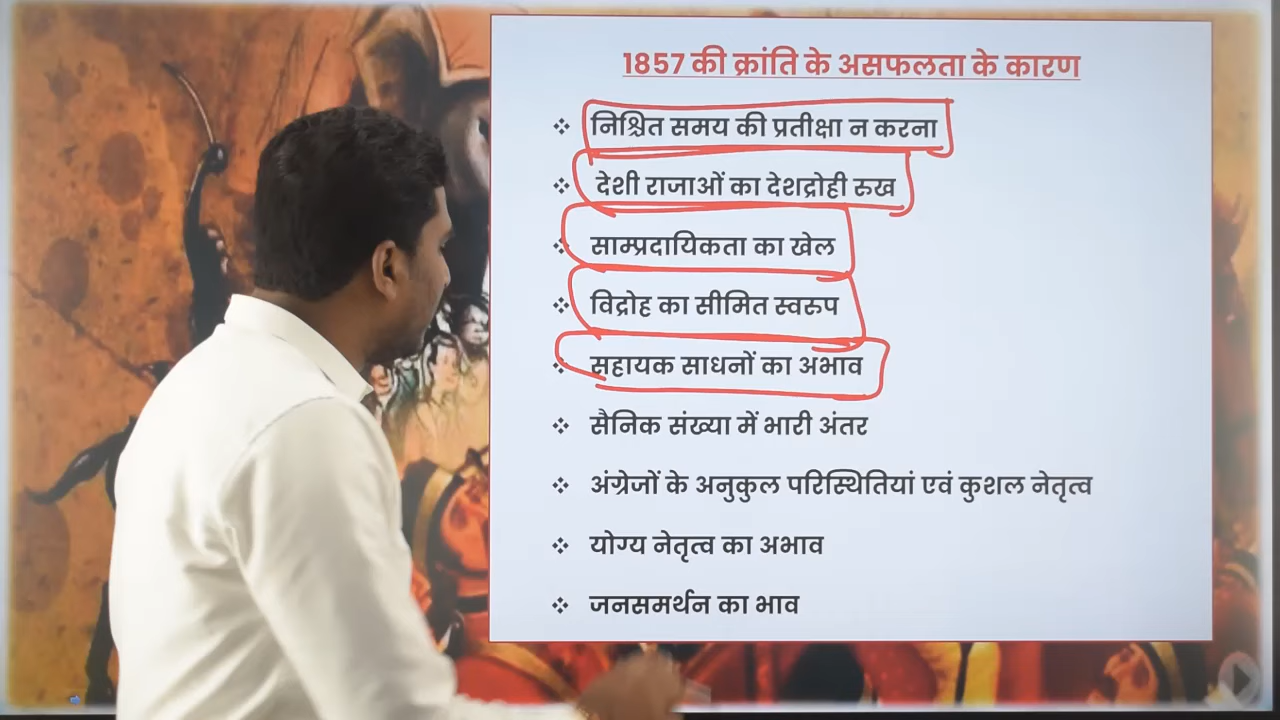 1857 की क्रांति के असफलता के कारण
निश्चित समय की प्रतीक्षा न करना
देशी राजाओं का देशद्रोही रुख
साम्प्रदायिकता का खेल
विद्रोह का सीमित स्वरुप
सहायक साधनों का अभाव
सैनिक संख्या में भारी अंतर
अंग्रेजों के अनुकुल परिस्थितियां एवं कुशल नेतृत्व
योग्य नेतृत्व का अभाव
जनसमर्थन का भाव